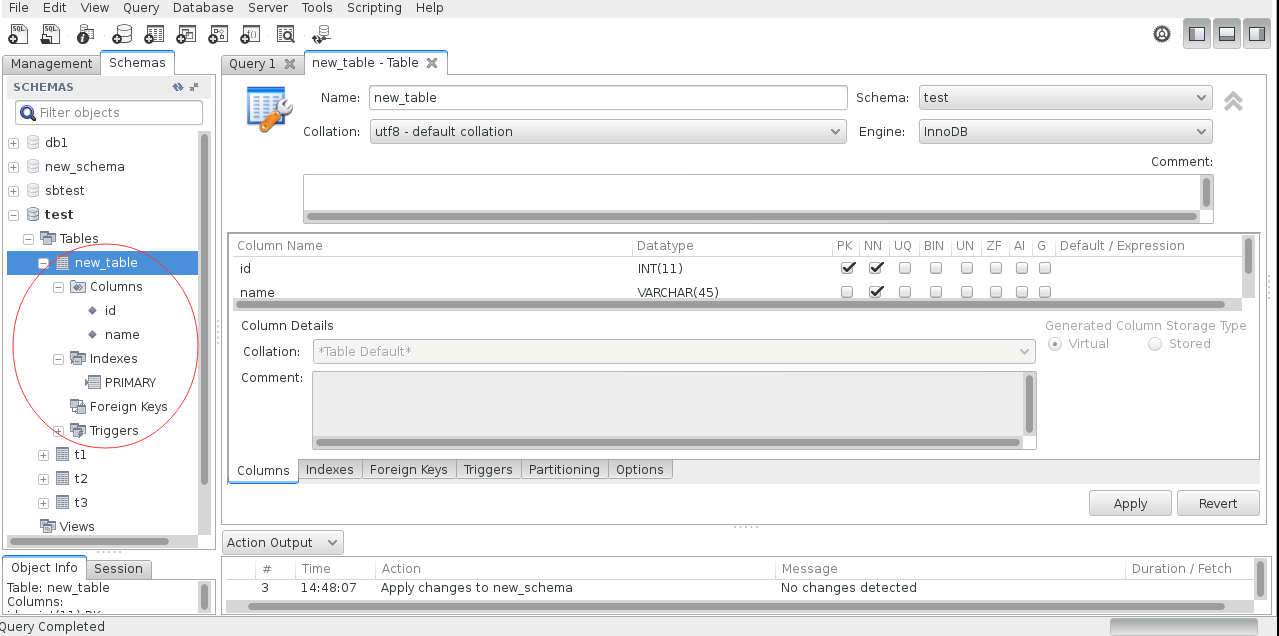 File Edit View Query Database Server Tools Scripting Help
Management Schemas
SCHEMAS
Filter objects
db1
new_schema
sbtest
test
Tables
new_table
Columns
id
name
Indexes
PRIMARY
Foreign Keys
Triggers
t1
t2
t3
Views
Object Info Session
Table: new_table
Columns:
Query 1 new_table - Table
Name: new_table Schema: test
Collation: utf8 - default collation Engine: InnoDB
Comment:
Column Name Datatype PK NN UQ BIN UN ZF AI G Default / Expression
id INT(11)
name VARCHAR(45)
Column Details Generated Column Storage Type
Collation: *Table Default* Virtual Stored
Comment:
Columns Indexes Foreign Keys Triggers Partitioning Options
Apply Revert
Action Output
# Time Action Message Duration / Fetch
3 14:48:07 Apply changes to new_schema No changes detected
Query Completed